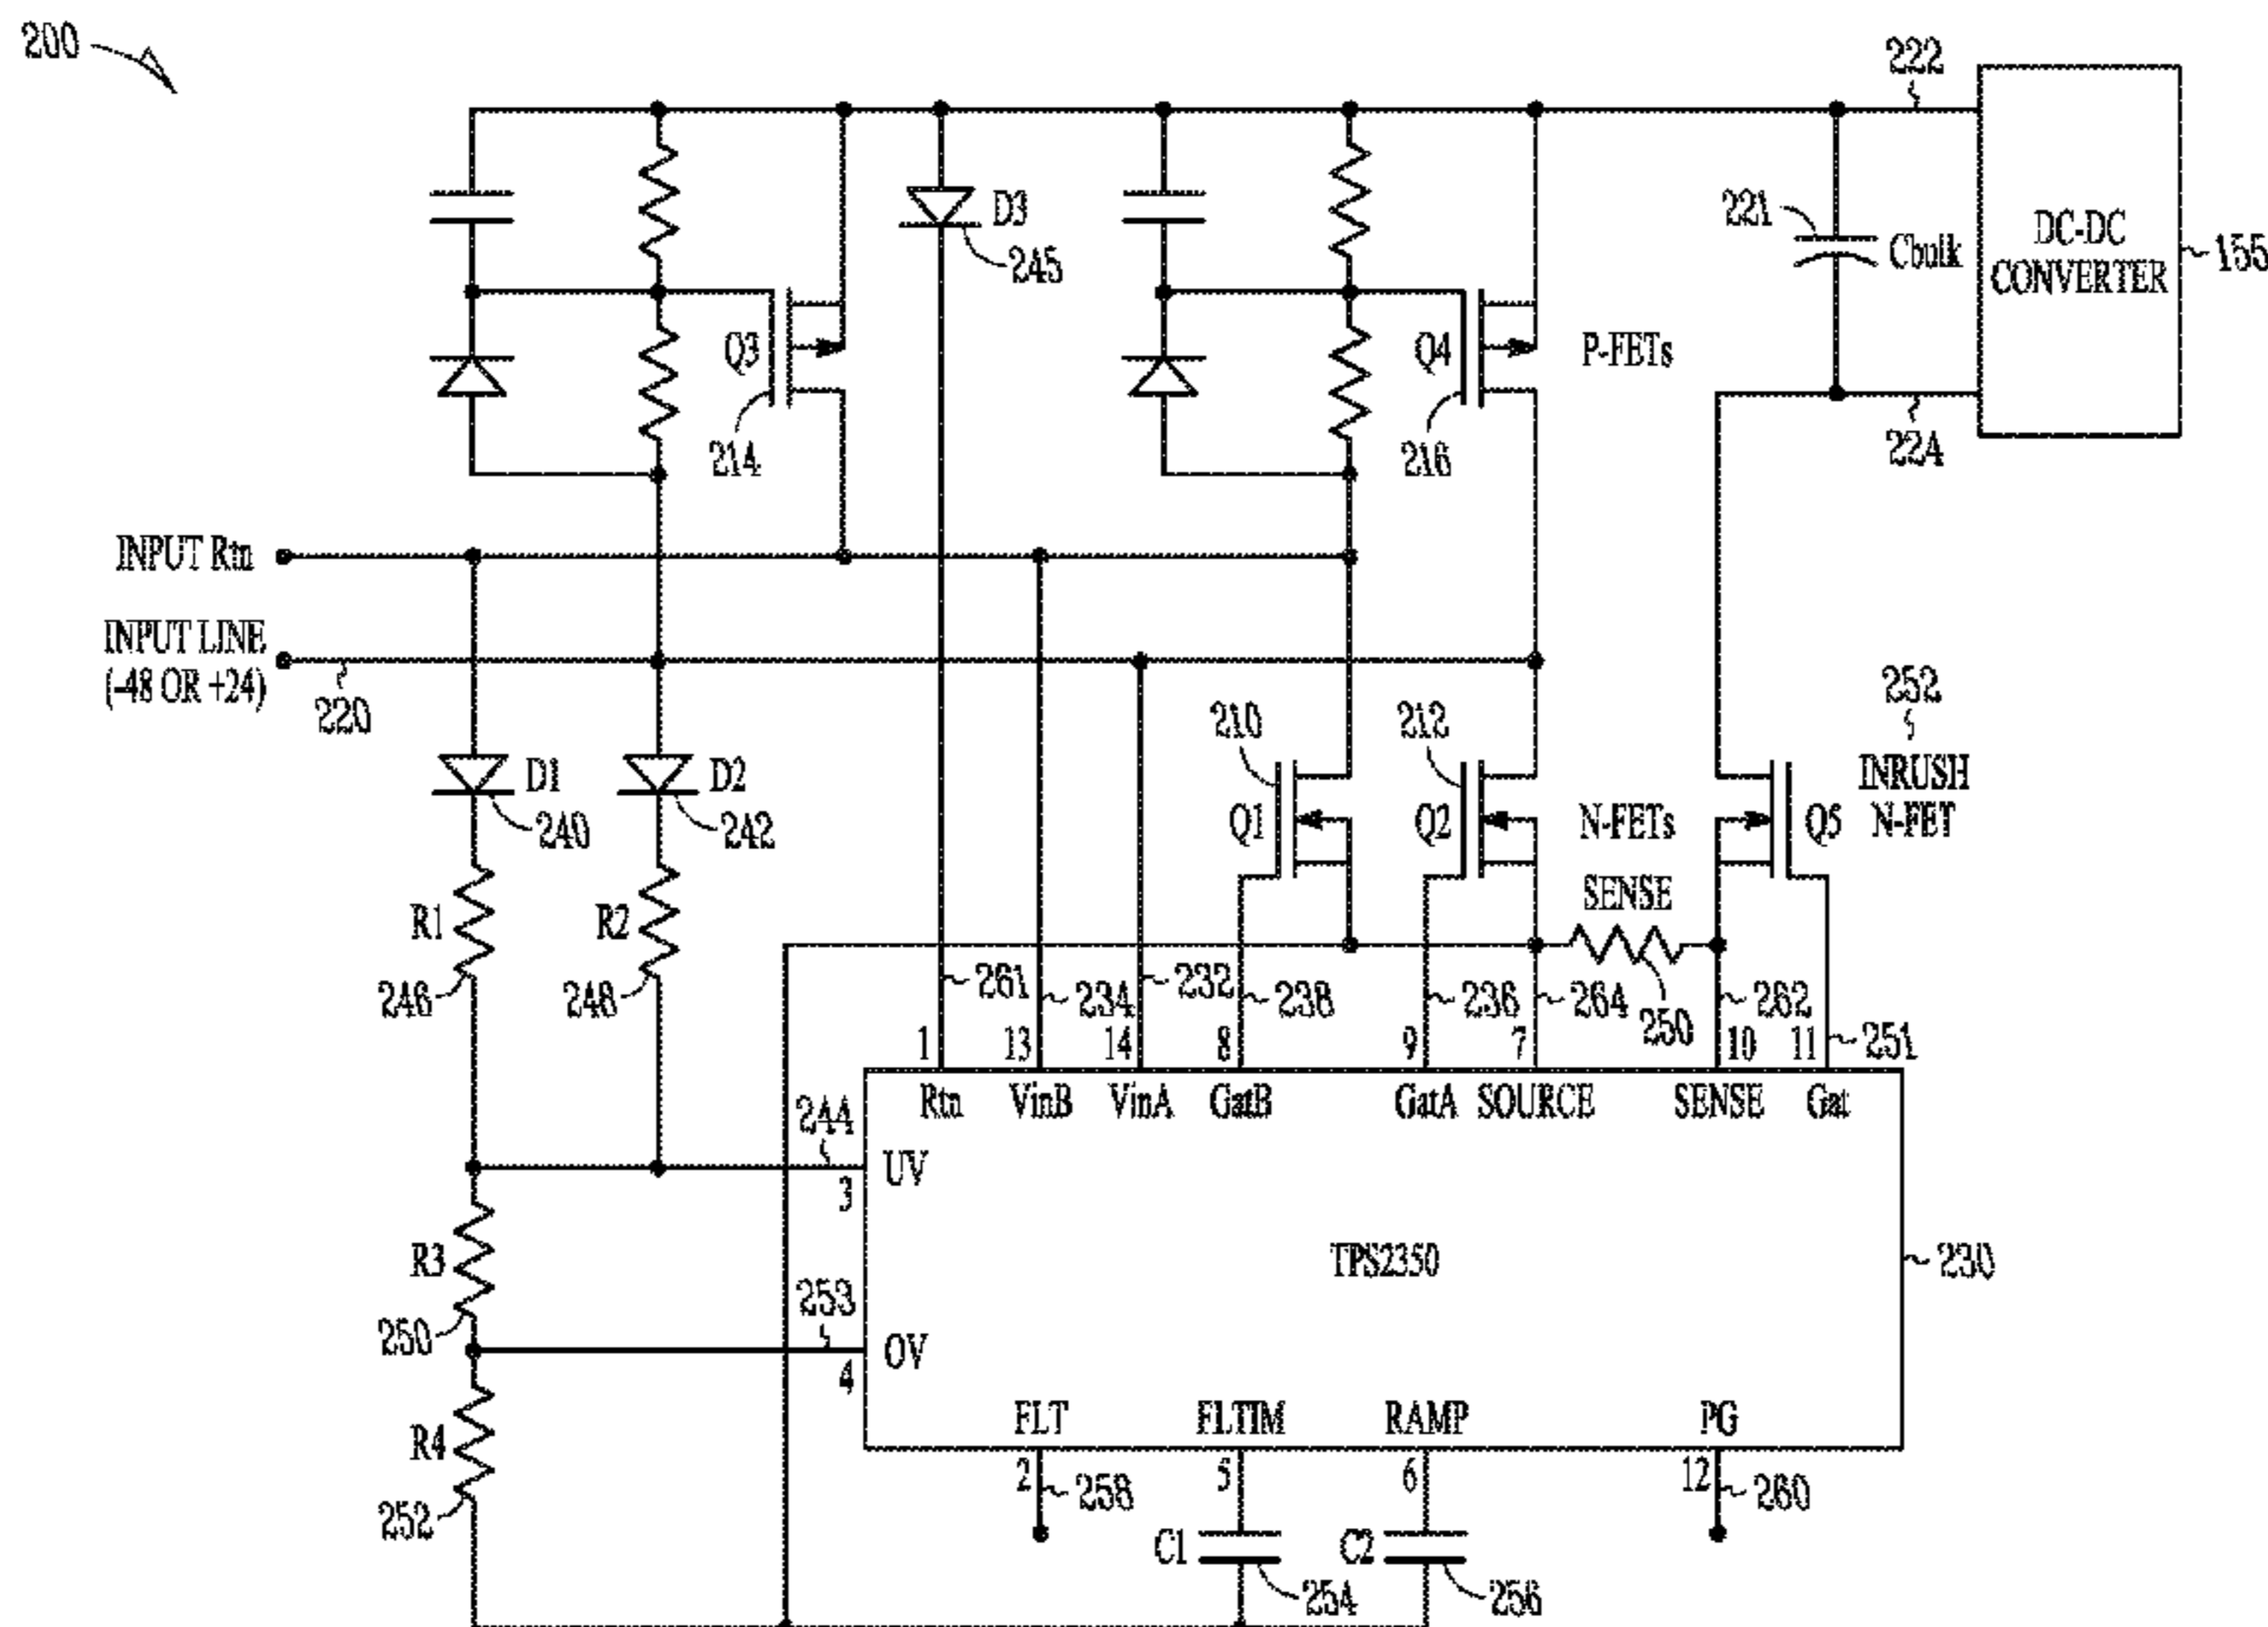 200
222
D3
245
221
Cbulk
DC-DC
CONVERTER
155
Q3
214
Q4
216
P-FETs
224
INPUT Rtn
INPUT LINE
(-48 OR +24)
220
252
INRUSH
N-FET
210
212
D1
240
D2
242
Q1
Q2
N-FETs
Q5
SENSE
R1
246
R2
248
261
234
232
238
236
264
250
262
251
1
13
14
8
9
7
10
11
Rtn
VinB
VinA
GatB
GatA
SOURCE
SENSE
Gat
244
UV
3
R3
250
TPS2350
230
253
OV
4
R4
252
FLT
FLTIM
RAMP
PG
2
258
5
6
12
260
C1
254
C2
256